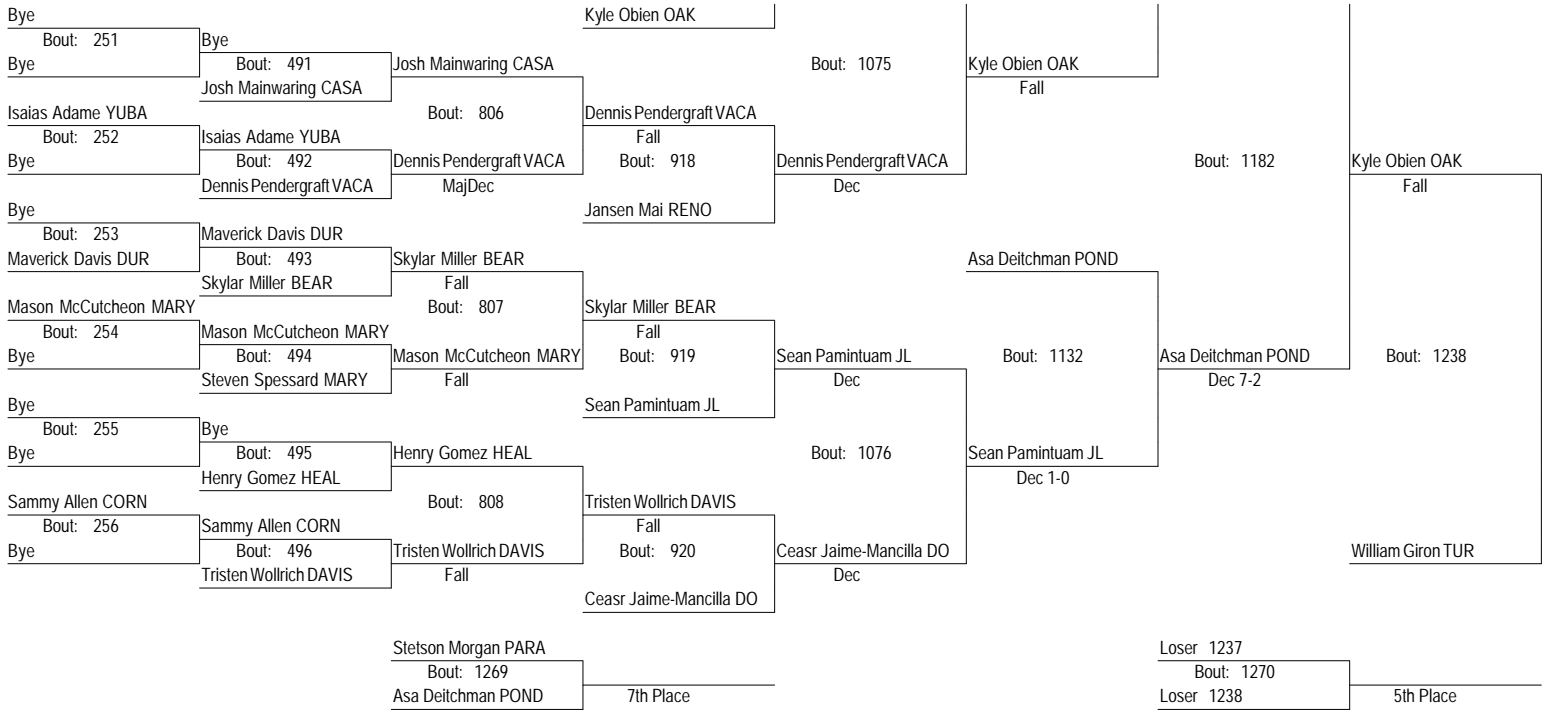 Bye Kyle Obien OAK
Bout: 251 Bye
Bye Bout: 491 Josh Mainwaring CASA Bout: 1075 Kyle Obien OAK
Josh Mainwaring CASA Fall
Isaias Adame YUBA Bout: 806 Dennis Pendergraft VACA
Bout: 252 Isaias Adame YUBA Fall
Bye Bout: 492 Dennis Pendergraft VACA Bout: 918 Dennis Pendergraft VACA Bout: 1182 Kyle Obien OAK
Dennis Pendergraft VACA MajDec Dec Fall
Bye Jansen Mai RENO
Bout: 253 Maverick Davis DUR
Maverick Davis DUR Bout: 493 Skylar Miller BEAR Asa Deitchman POND
Skylar Miller BEAR Fall
Mason McCutcheon MARY Bout: 807 Skylar Miller BEAR
Bout: 254 Mason McCutcheon MARY Fall
Bye Bout: 494 Mason McCutcheon MARY Bout: 919 Sean Pamintuam JL Bout: 1132 Asa Deitchman POND Bout: 1238
Steven Spessard MARY Fall Dec Dec 7-2
Bye Sean Pamintuam JL
Bout: 255 Bye
Bye Bout: 495 Henry Gomez HEAL Bout: 1076 Sean Pamintuam JL
Henry Gomez HEAL Dec 1-0
Sammy Allen CORN Bout: 808 Tristen Wollrich DAVIS
Bout: 256 Sammy Allen CORN Fall
Bye Bout: 496 Tristen Wollrich DAVIS Bout: 920 Ceasr Jaime-Mancilla DO William Giron TUR
Tristen Wollrich DAVIS Fall Dec
Ceasr Jaime-Mancilla DO
Stetson Morgan PARA Loser 1237
Bout: 1269 Bout: 1270
Asa Deitchman POND 7th Place Loser 1238 5th Place